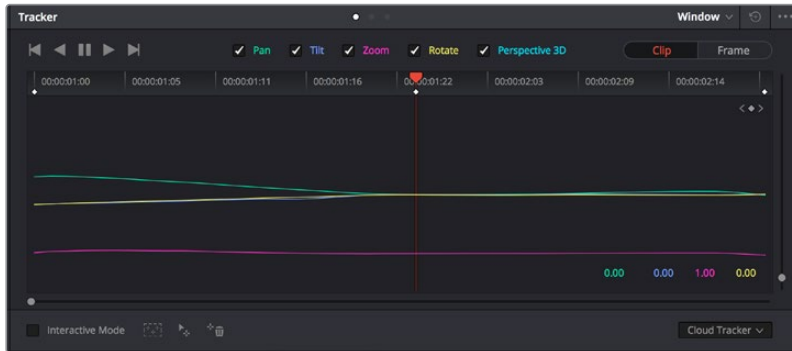 Tracker Window
Pan Tilt Zoom Rotate Perspective 3D Clip Frame
00:00:01:00 00:00:01:05 00:00:01:11 00:00:01:16 00:00:01:22 00:00:02:03 00:00:02:09 00:00:02:14
0.00 0.00 1.00 0.00
Interactive Mode Cloud Tracker